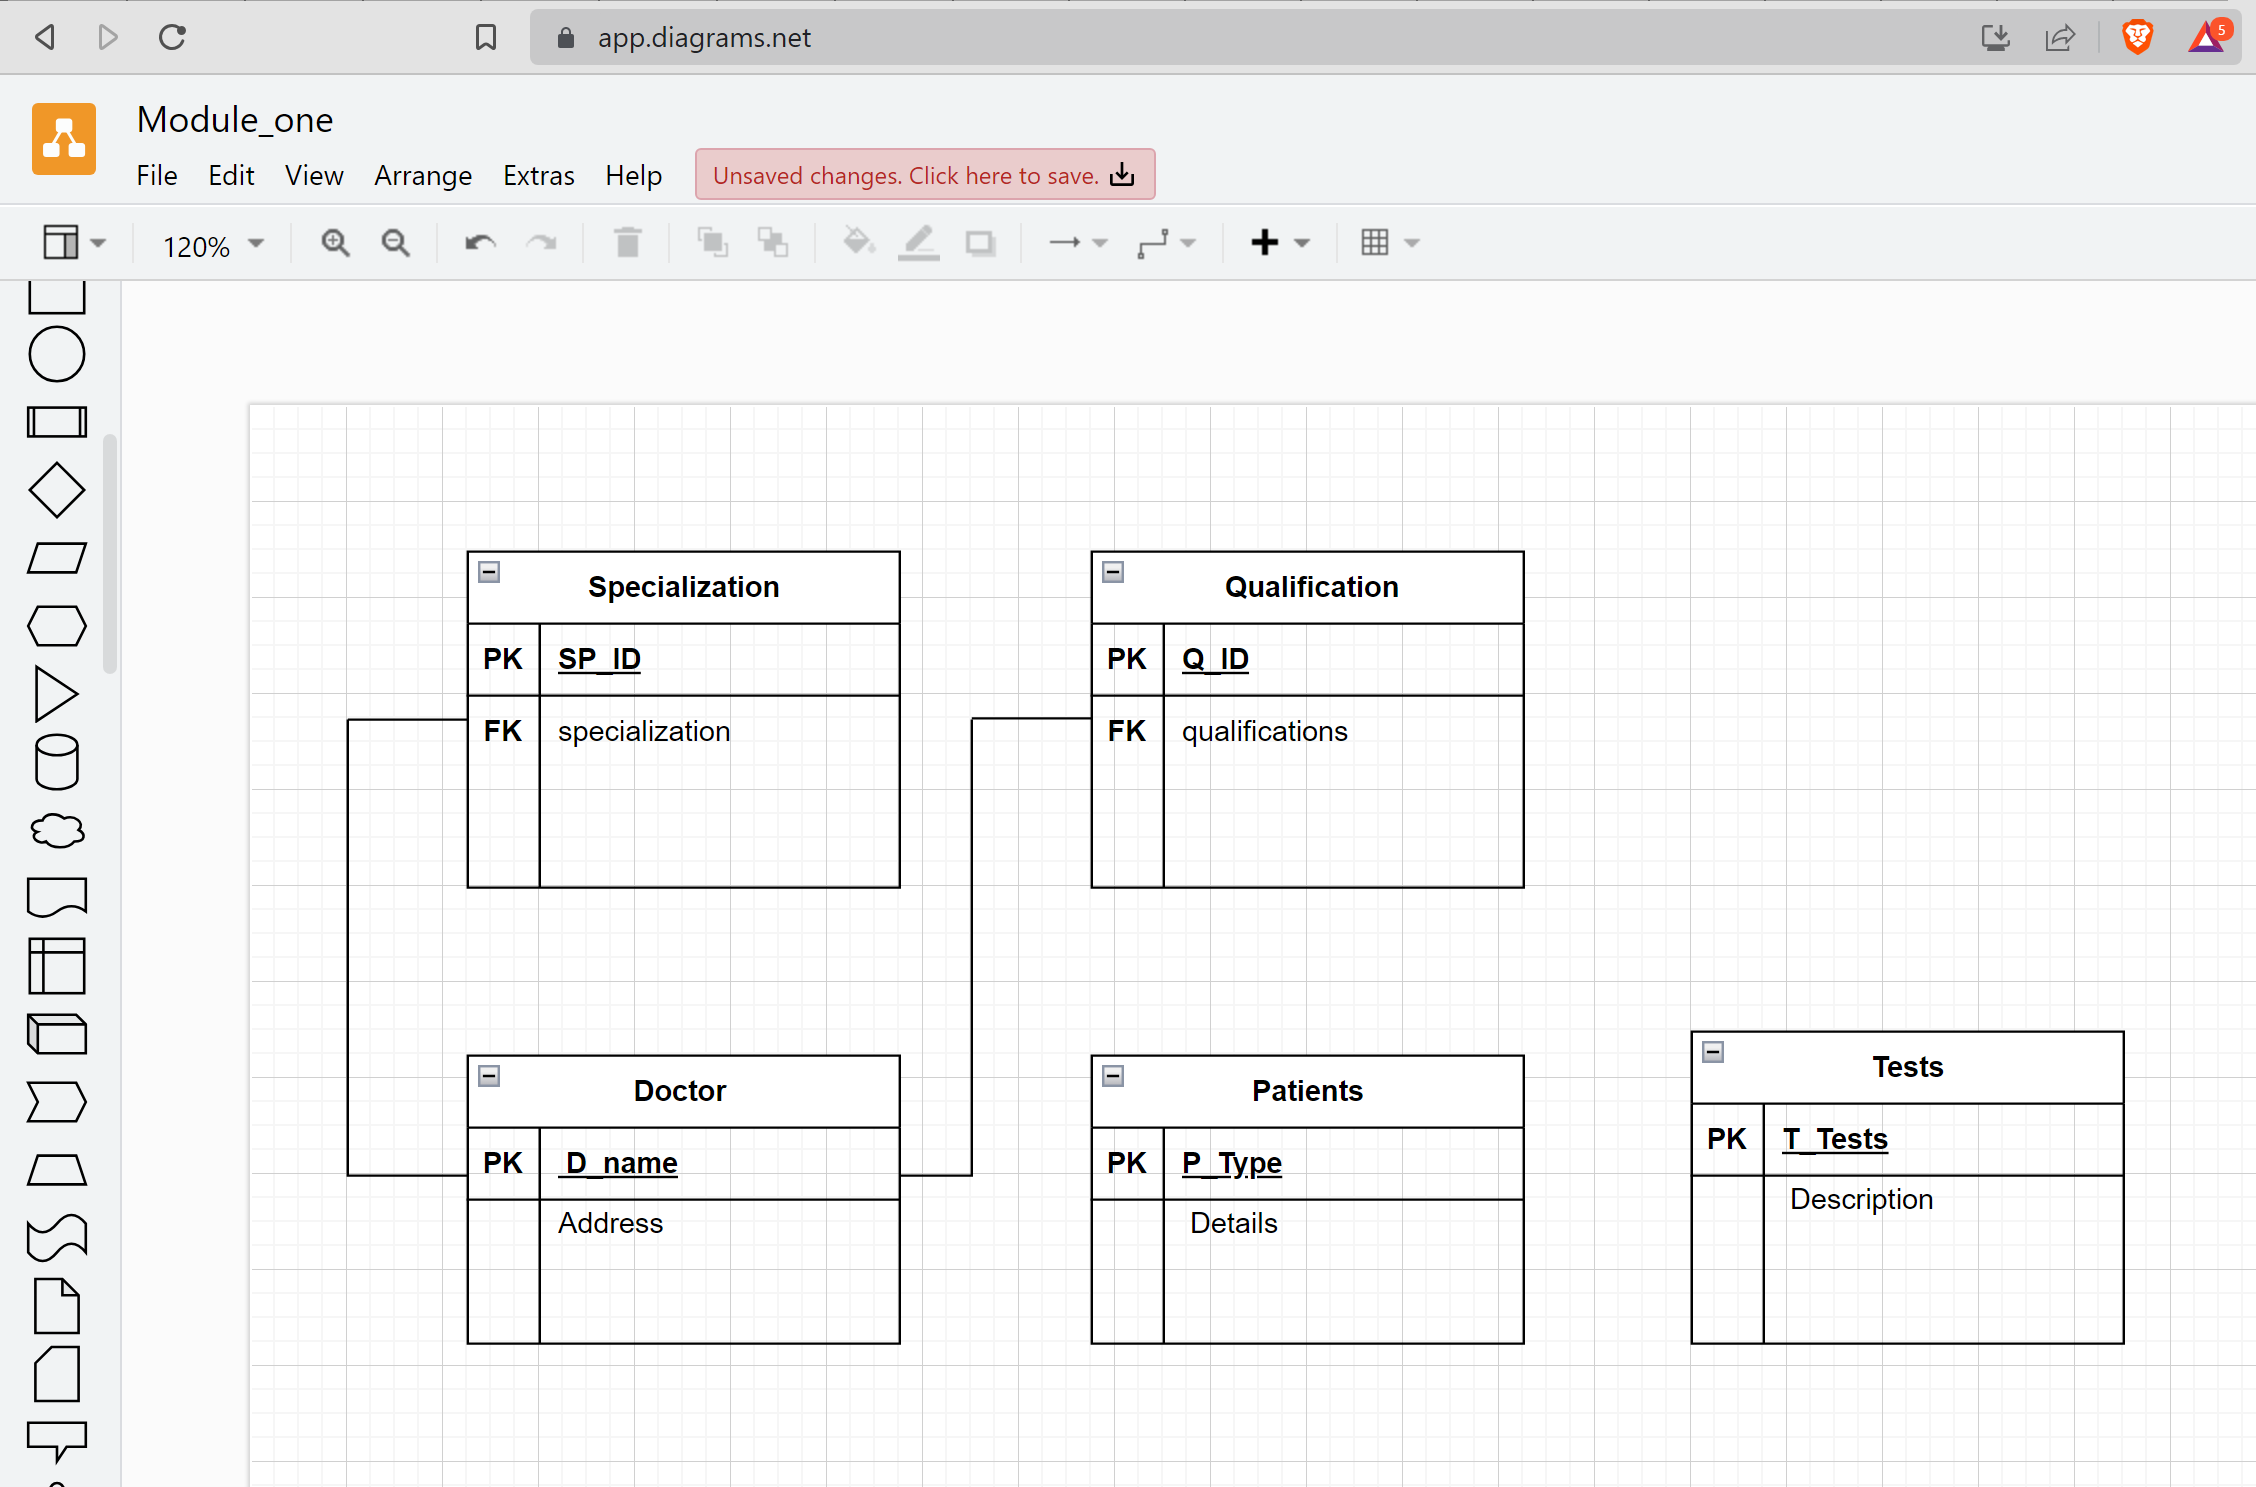 app.diagrams.net
5
Module_one
File Edit View Arrange Extras Help Unsaved changes. Click here to save.
120%
Specialization
PK SP_ID
FK specialization
Qualification
PK Q_ID
FK qualifications
Doctor
PK D_name
Address
Patients
PK P_Type
Details
Tests
PK T_Tests
Description